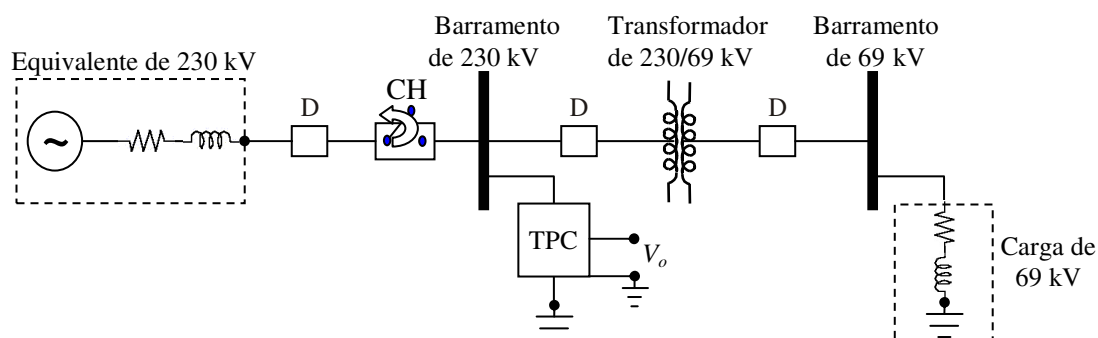 Equivalente de 230 kV
D
CH
Barramento
de 230 kV
D
Transformador
de 230/69 kV
D
Barramento
de 69 kV
~
TPC
Vo
Carga de
69 kV